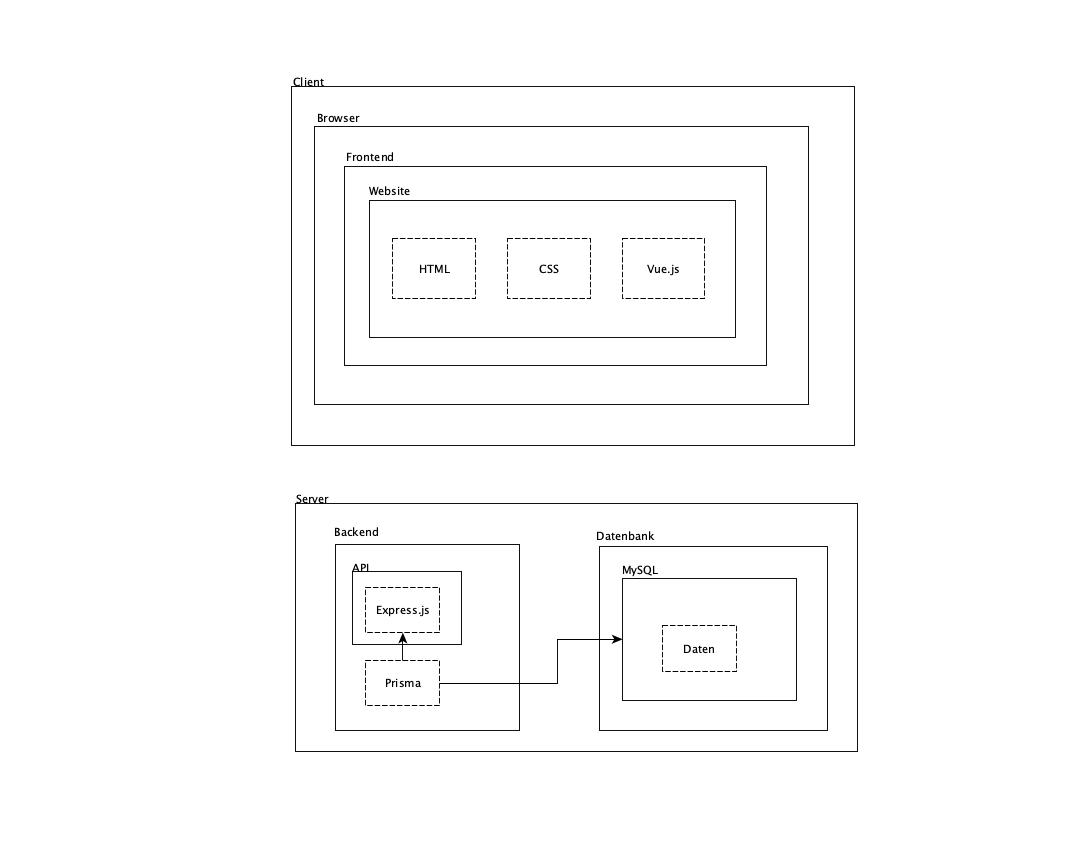 Client
Browser
Frontend
Website
HTML
CSS
Vue.js
Server
Backend
Datenbank
API
MySQL
Express.js
Daten
Prisma